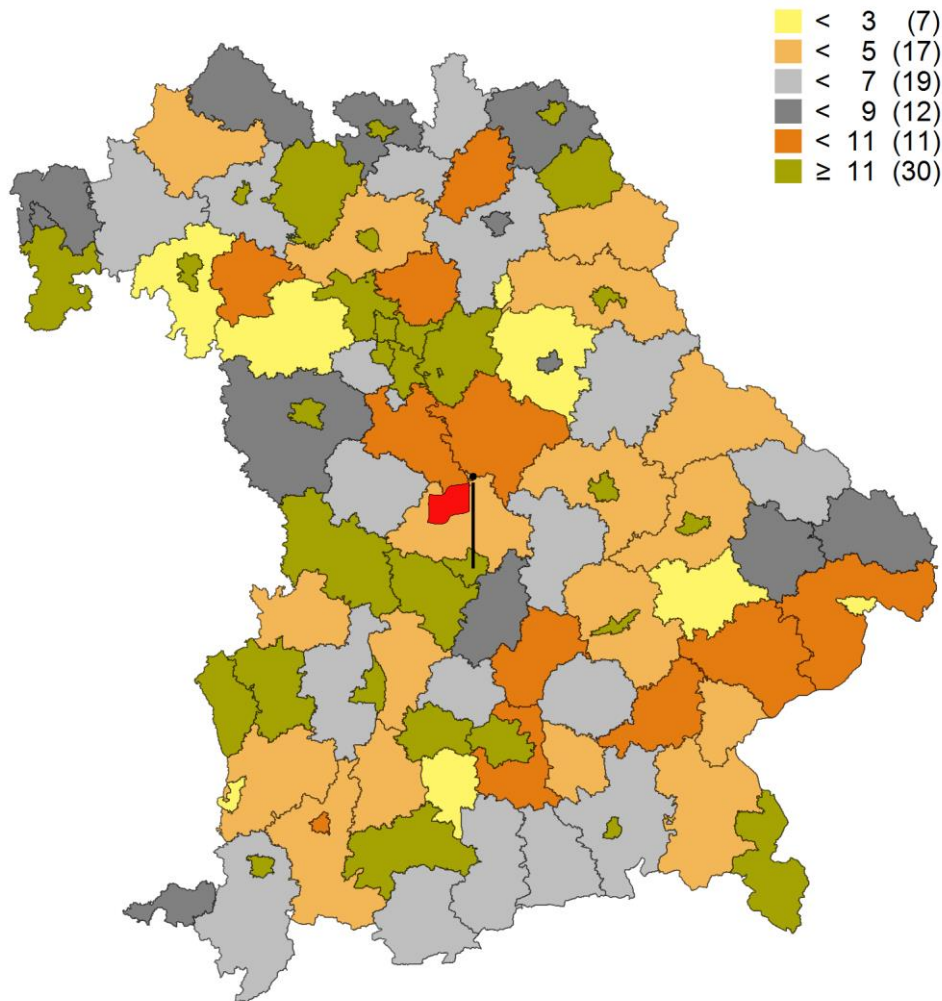 < 3 (7)
< 5 (17)
< 7 (19)
< 9 (12)
< 11 (11)
≥ 11 (30)